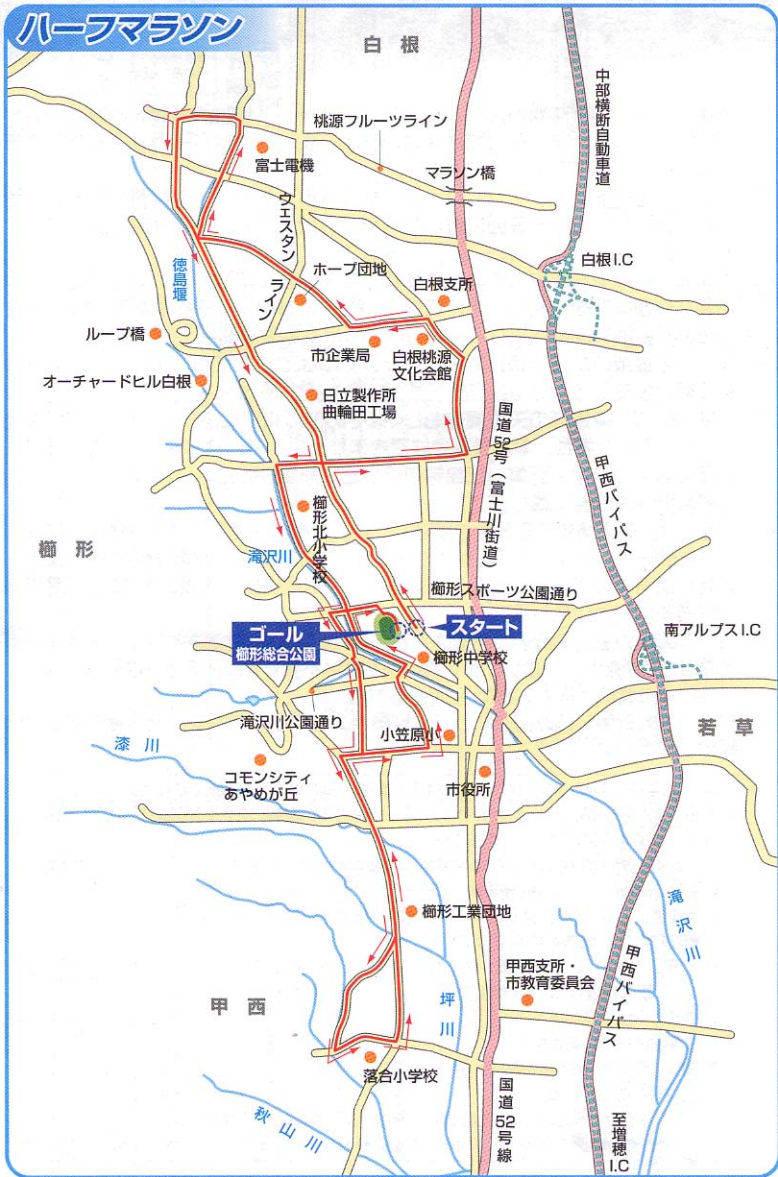 ハーフマラソン
白根
中部横断自動車道
桃源フルーツライン
富士電機
マラソン橋
ウェスタン
ライン
徳島堰
ホープ団地
白根支所
白根I.C
ループ橋
市企業局
白根桃源
文化会館
オーチャードヒル白根
日立製作所
曲輪田工場
国道52号(富士川街道)
甲西バイパス
櫛形
櫛形北小学校
滝沢川
櫛形スポーツ公園通り
ゴール
櫛形総合公園
スタート
南アルプスI.C
櫛形中学校
滝沢川公園通り
若草
漆川
小笠原小
コモンシティ
あやめが丘
市役所
櫛形工業団地
滝沢川
甲西支所・
市教育委員会
甲西バイパス
甲西
坪川
落合小学校
秋山川
国道52号線
至増穂
I.C